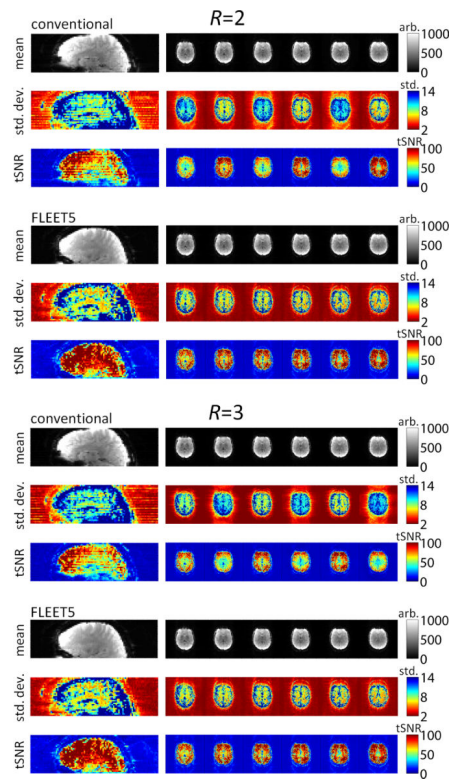 R=2
conventional
arb.
mean
1000
500
0
std.
std. dev.
14
8
2
tSNR
tSNR
100
50
0
FLEET5
arb.
mean
1000
500
0
std.
std. dev.
14
8
2
tSNR
tSNR
100
50
0
R=3
conventional
arb.
mean
1000
500
0
std.
std. dev.
14
8
2
tSNR
tSNR
100
50
0
FLEET5
arb.
mean
1000
500
0
std.
std. dev.
14
8
2
tSNR
tSNR
100
50
0